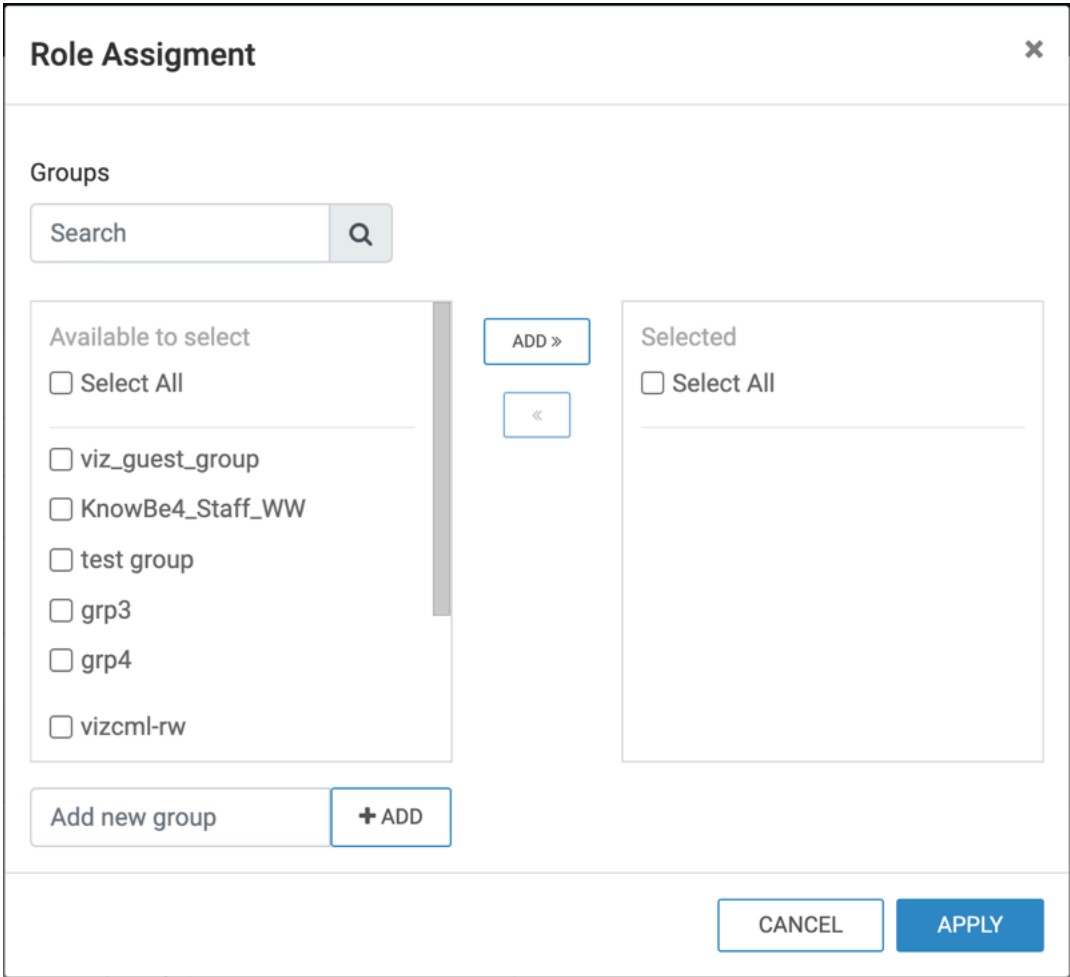 Role Assigment
×
Groups
Search
Available to select
Select All
viz_guest_group
KnowBe4_Staff_WW
test group
grp3
grp4
vizcml-rw
ADD »
«
Selected
Select All
Add new group
+ ADD
CANCEL
APPLY